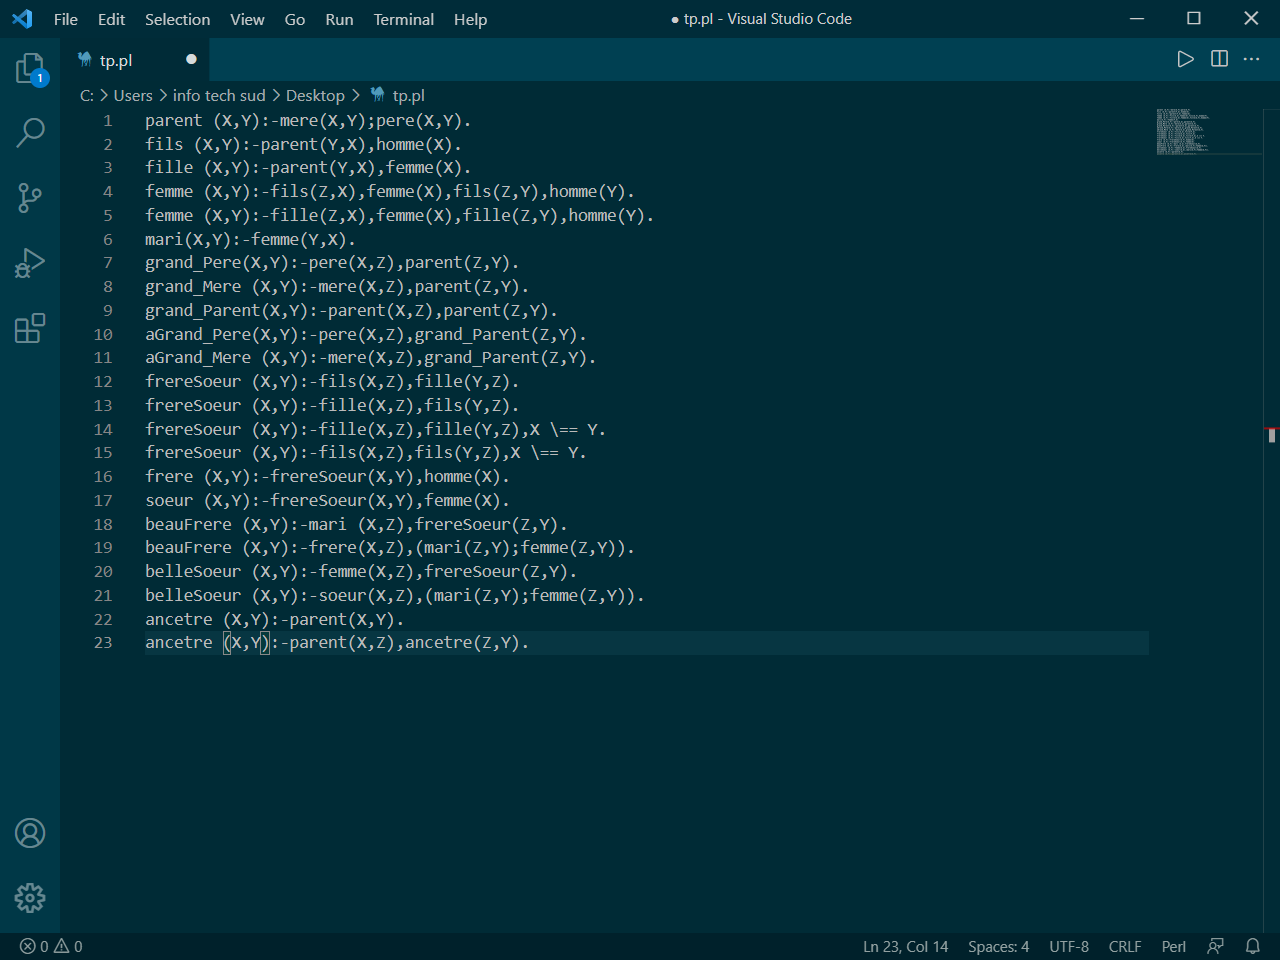 File Edit Selection View Go Run Terminal Help ● tp.pl - Visual Studio Code
tp.pl
1
C: > Users > info tech sud > Desktop > tp.pl
1 parent (X,Y):-mere(X,Y);pere(X,Y).
2 fils (X,Y):-parent(Y,X),homme(X).
3 fille (X,Y):-parent(Y,X),femme(X).
4 femme (X,Y):-fils(Z,X),femme(X),fils(Z,Y),homme(Y).
5 femme (X,Y):-fille(Z,X),femme(X),fille(Z,Y),homme(Y).
6 mari(X,Y):-femme(Y,X).
7 grand_Pere(X,Y):-pere(X,Z),parent(Z,Y).
8 grand_Mere (X,Y):-mere(X,Z),parent(Z,Y).
9 grand_Parent(X,Y):-parent(X,Z),parent(Z,Y).
10 aGrand_Pere(X,Y):-pere(X,Z),grand_Parent(Z,Y).
11 aGrand_Mere (X,Y):-mere(X,Z),grand_Parent(Z,Y).
12 frereSoeur (X,Y):-fils(X,Z),fille(Y,Z).
13 frereSoeur (X,Y):-fille(X,Z),fils(Y,Z).
14 frereSoeur (X,Y):-fille(X,Z),fille(Y,Z),X \== Y.
15 frereSoeur (X,Y):-fils(X,Z),fils(Y,Z),X \== Y.
16 frere (X,Y):-frereSoeur(X,Y),homme(X).
17 soeur (X,Y):-frereSoeur(X,Y),femme(X).
18 beauFrere (X,Y):-mari (X,Z),frereSoeur(Z,Y).
19 beauFrere (X,Y):-frere(X,Z),(mari(Z,Y);femme(Z,Y)).
20 belleSoeur (X,Y):-femme(X,Z),frereSoeur(Z,Y).
21 belleSoeur (X,Y):-soeur(X,Z),(mari(Z,Y);femme(Z,Y)).
22 ancetre (X,Y):-parent(X,Y).
23 ancetre (X,Y):-parent(X,Z),ancetre(Z,Y).
0 0 Ln 23, Col 14 Spaces: 4 UTF-8 CRLF Perl